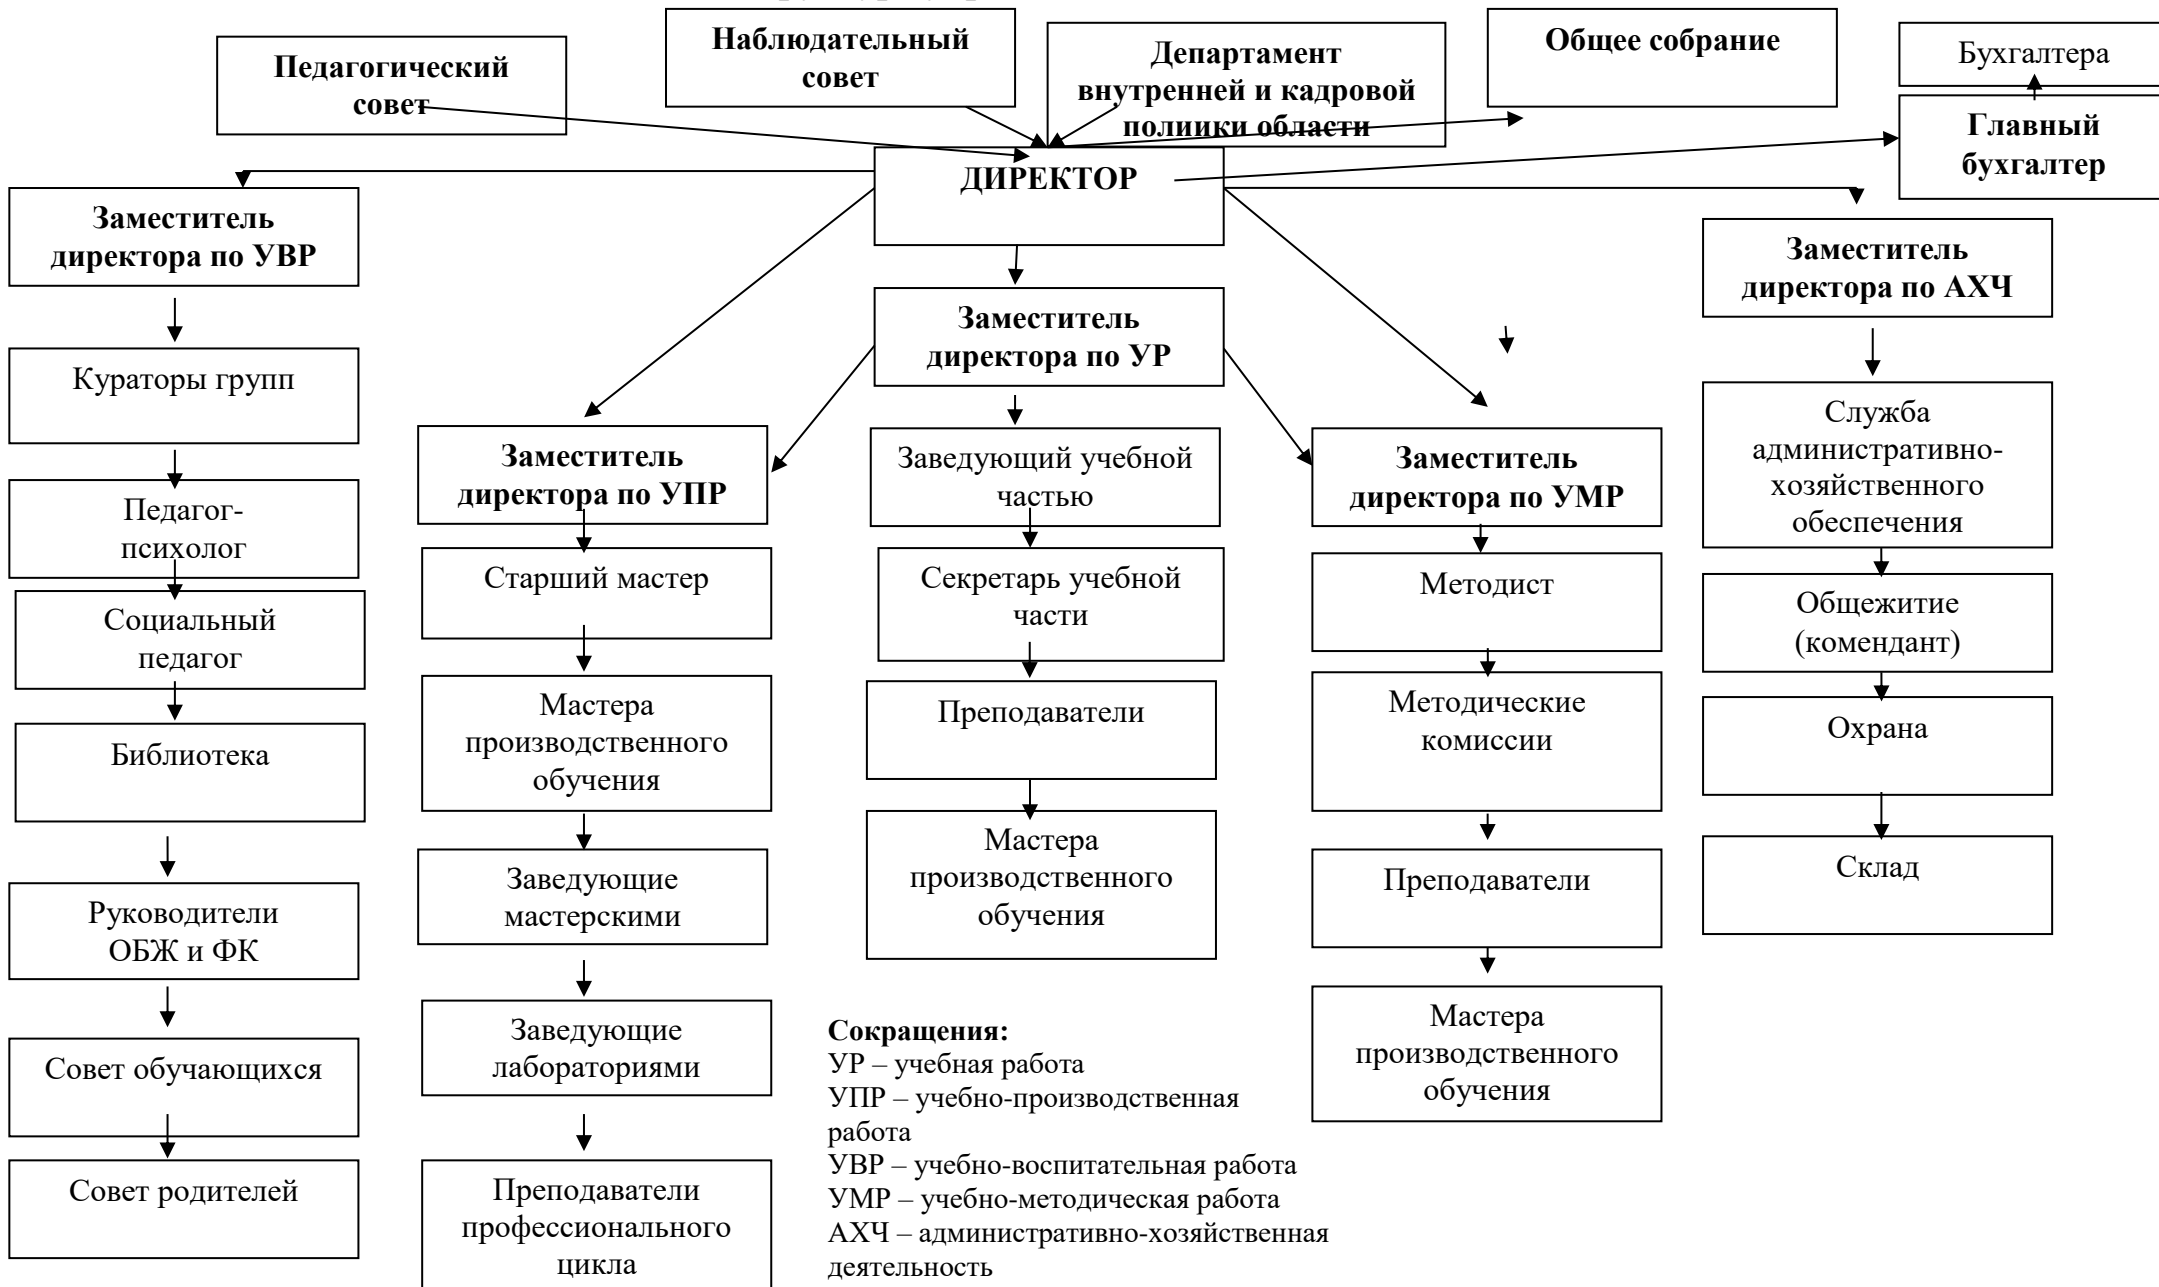 Педагогический
совет
Наблюдательный
совет
Департамент
внутренней и кадровой
полиики области
Общее собрание
Бухгалтера
Главный
бухгалтер
ДИРЕКТОР
Заместитель
директора по УВР
Кураторы групп
Педагог-
психолог
Социальный
педагог
Библиотека
Руководители
ОБЖ и ФК
Совет обучающихся
Совет родителей
Заместитель
директора по УПР
Старший мастер
Мастера
производственного
обучения
Заведующие
мастерскими
Заведующие
лабораториями
Преподаватели
профессионального
цикла
Заместитель
директора по УР
Заведующий учебной
частью
Секретарь учебной
части
Преподаватели
Мастера
производственного
обучения
Заместитель
директора по УМР
Методист
Методические
комиссии
Преподаватели
Мастера
производственного
обучения
Заместитель
директора по АХЧ
Служба
административно-
хозяйственного
обеспечения
Общежитие
(комендант)
Охрана
Склад
Сокращения:
УР – учебная работа
УПР – учебно-производственная
работа
УВР – учебно-воспитательная работа
УМР – учебно-методическая работа
АХЧ – административно-хозяйственная
деятельность